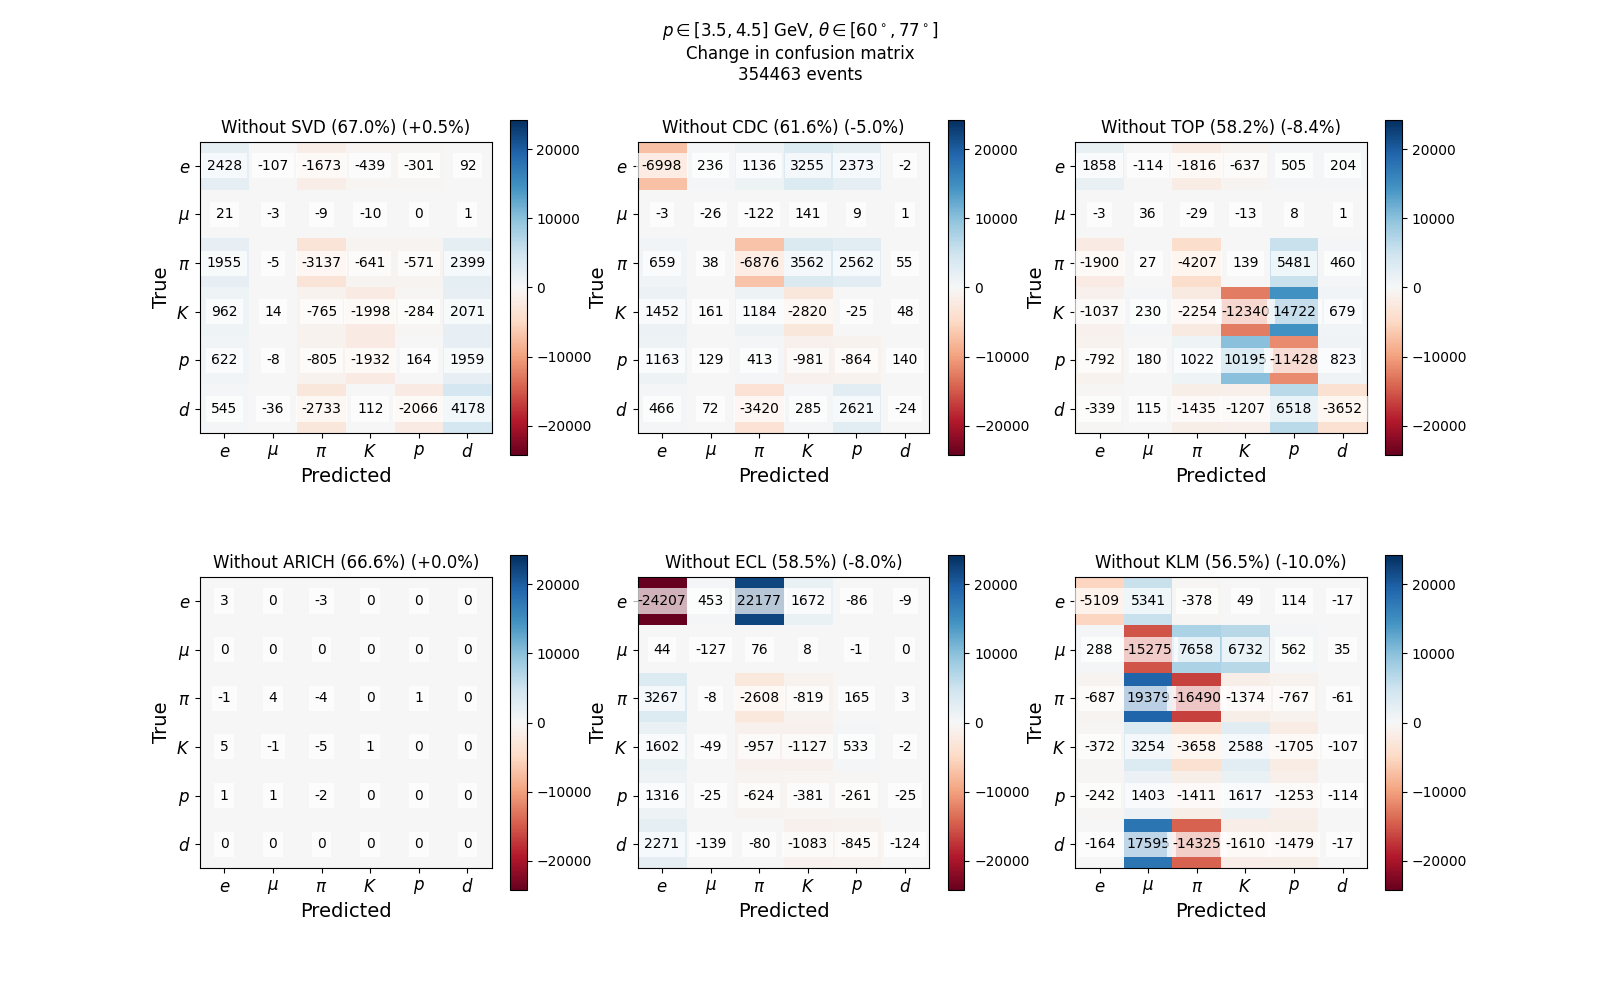 p ∈ [3.5, 4.5] GeV, θ ∈ [60°, 77°]
Change in confusion matrix
354463 events
Without SVD (67.0%) (+0.5%)
True
e 2428 -107 -1673 -439 -301 92
μ 21 -3 -9 -10 0 1
π 1955 -5 -3137 -641 -571 2399
K 962 14 -765 -1998 -284 2071
p 622 -8 -805 -1932 164 1959
d 545 -36 -2733 112 -2066 4178
e μ π K p d
Predicted
20000
10000
0
−10000
−20000
Without CDC (61.6%) (-5.0%)
True
e -6998 236 1136 3255 2373 -2
μ -3 -26 -122 141 9 1
π 659 38 -6876 3562 2562 55
K 1452 161 1184 -2820 -25 48
p 1163 129 413 -981 -864 140
d 466 72 -3420 285 2621 -24
e μ π K p d
Predicted
20000
10000
0
−10000
−20000
Without TOP (58.2%) (-8.4%)
True
e 1858 -114 -1816 -637 505 204
μ -3 36 -29 -13 8 1
π -1900 27 -4207 139 5481 460
K -1037 230 -2254 -12340 14722 679
p -792 180 1022 10195 -11428 823
d -339 115 -1435 -1207 6518 -3652
e μ π K p d
Predicted
20000
10000
0
−10000
−20000
Without ARICH (66.6%) (+0.0%)
True
e 3 0 -3 0 0 0
μ 0 0 0 0 0 0
π -1 4 -4 0 1 0
K 5 -1 -5 1 0 0
p 1 1 -2 0 0 0
d 0 0 0 0 0 0
e μ π K p d
Predicted
20000
10000
0
−10000
−20000
Without ECL (58.5%) (-8.0%)
True
e -24207 453 22177 1672 -86 -9
μ 44 -127 76 8 -1 0
π 3267 -8 -2608 -819 165 3
K 1602 -49 -957 -1127 533 -2
p 1316 -25 -624 -381 -261 -25
d 2271 -139 -80 -1083 -845 -124
e μ π K p d
Predicted
20000
10000
0
−10000
−20000
Without KLM (56.5%) (-10.0%)
True
e -5109 5341 -378 49 114 -17
μ 288 -15275 7658 6732 562 35
π -687 19379 -16490 -1374 -767 -61
K -372 3254 -3658 2588 -1705 -107
p -242 1403 -1411 1617 -1253 -114
d -164 17595 -14325 -1610 -1479 -17
e μ π K p d
Predicted
20000
10000
0
−10000
−20000